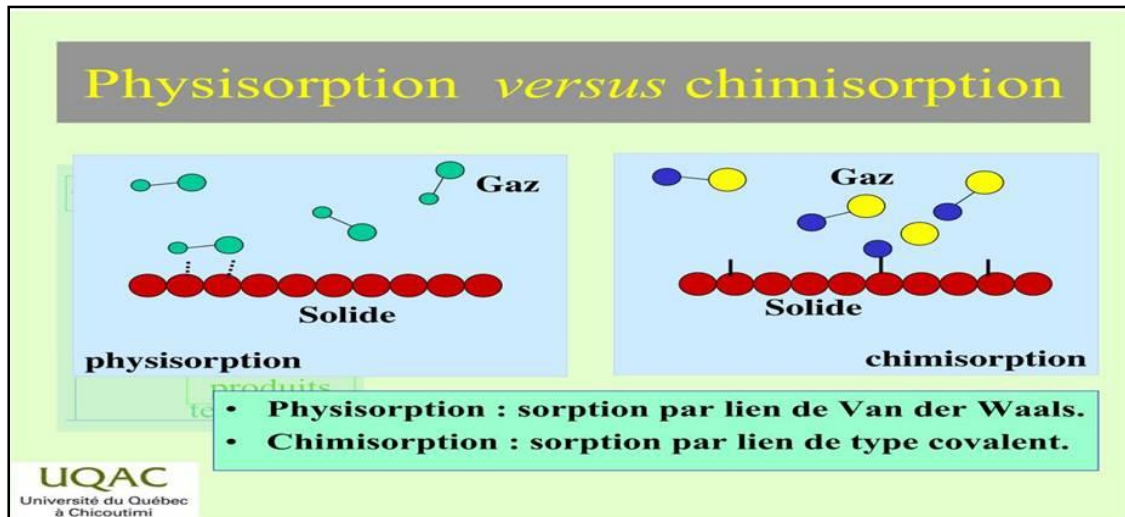 Physisorption versus chimisorption
Gaz
Solide
physisorption
Gaz
Solide
chimisorption
produits
te
• Physisorption : sorption par lien de Van der Waals.
• Chimisorption : sorption par lien de type covalent.
UQAC
Université du Québec
à Chicoutimi